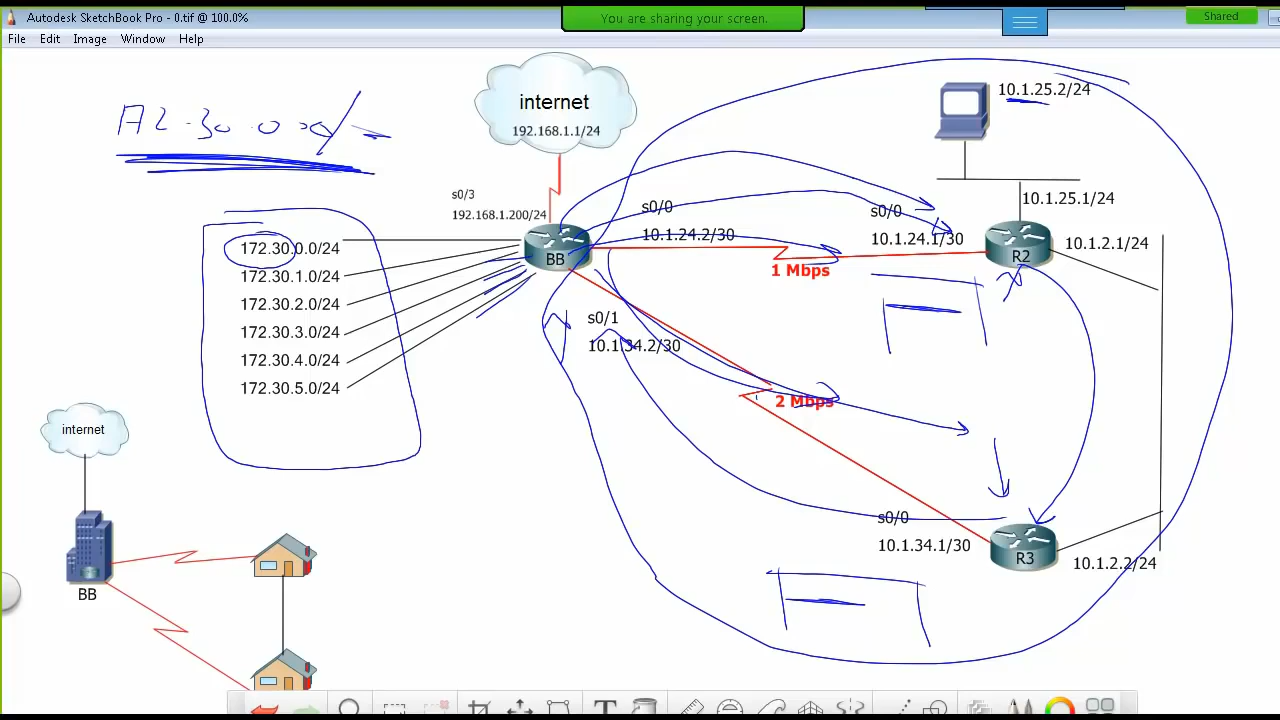 Autodesk SketchBook Pro - 0.tif @ 100.0%
You are sharing your screen.
Shared
File Edit Image Window Help
internet
192.168.1.1/24
10.1.25.2/24
s0/3
192.168.1.200/24
s0/0
10.1.24.2/30
s0/0
10.1.24.1/30
10.1.25.1/24
R2
10.1.2.1/24
BB
1 Mbps
172.30.0.0/24
172.30.1.0/24
172.30.2.0/24
172.30.3.0/24
172.30.4.0/24
172.30.5.0/24
s0/1
10.1.34.2/30
2 Mbps
internet
s0/0
10.1.34.1/30
R3
10.1.2.2/24
BB